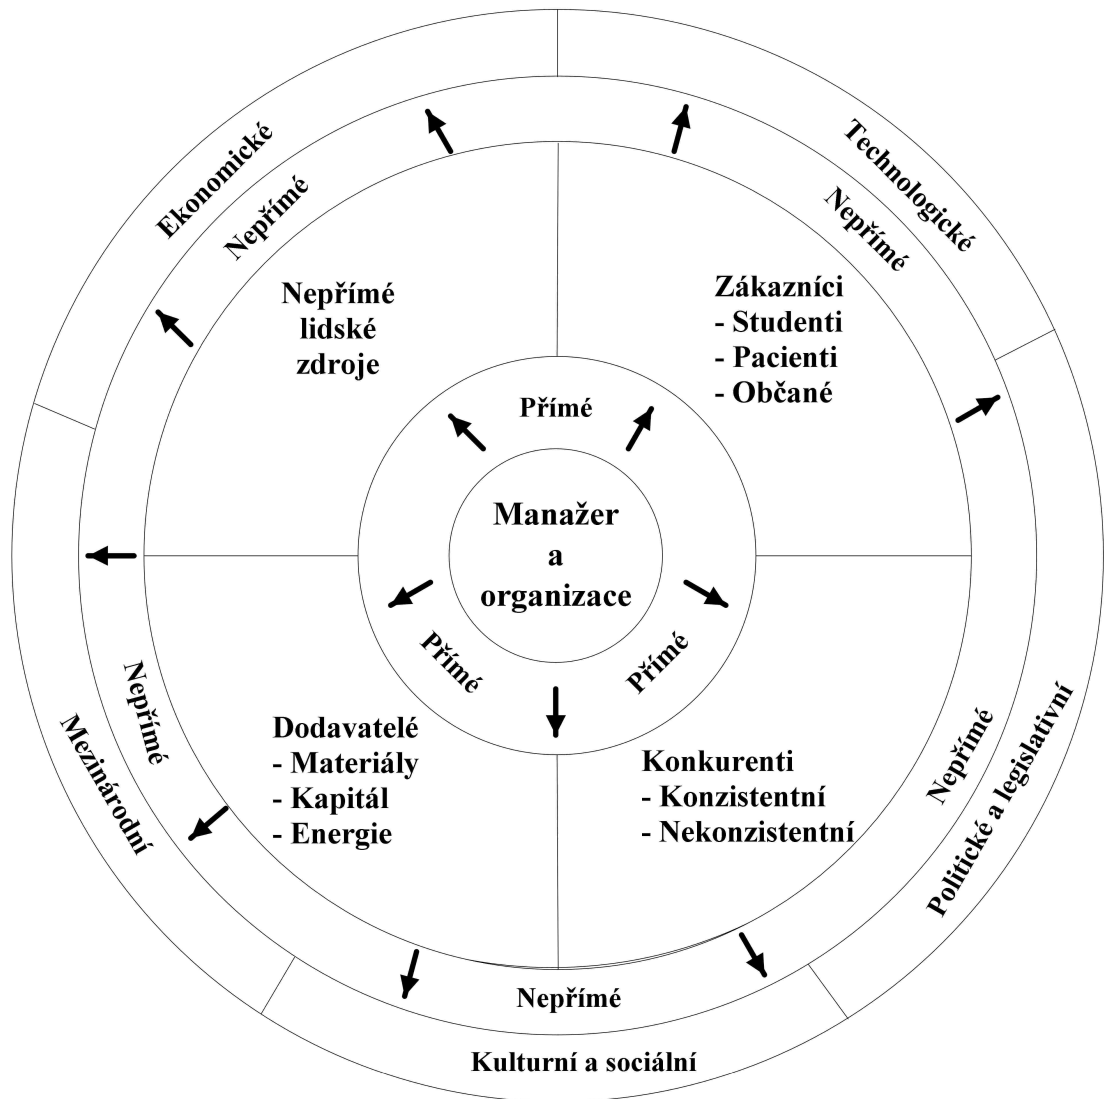 Ekonomické
Technologické
Nepřímé
Nepřímé
Nepřímé
lidské
zdroje
Zákazníci
- Studenti
- Pacienti
- Občané
Přímé
Manažer
a
organizace
Přímé
Přímé
Nepřímé
Mezinárodní
Dodavatelé
- Materiály
- Kapitál
- Energie
Konkurenti
- Konzistentní
- Nekonzistentní
Nepřímé
Politické a legislativní
Nepřímé
Kulturní a sociální